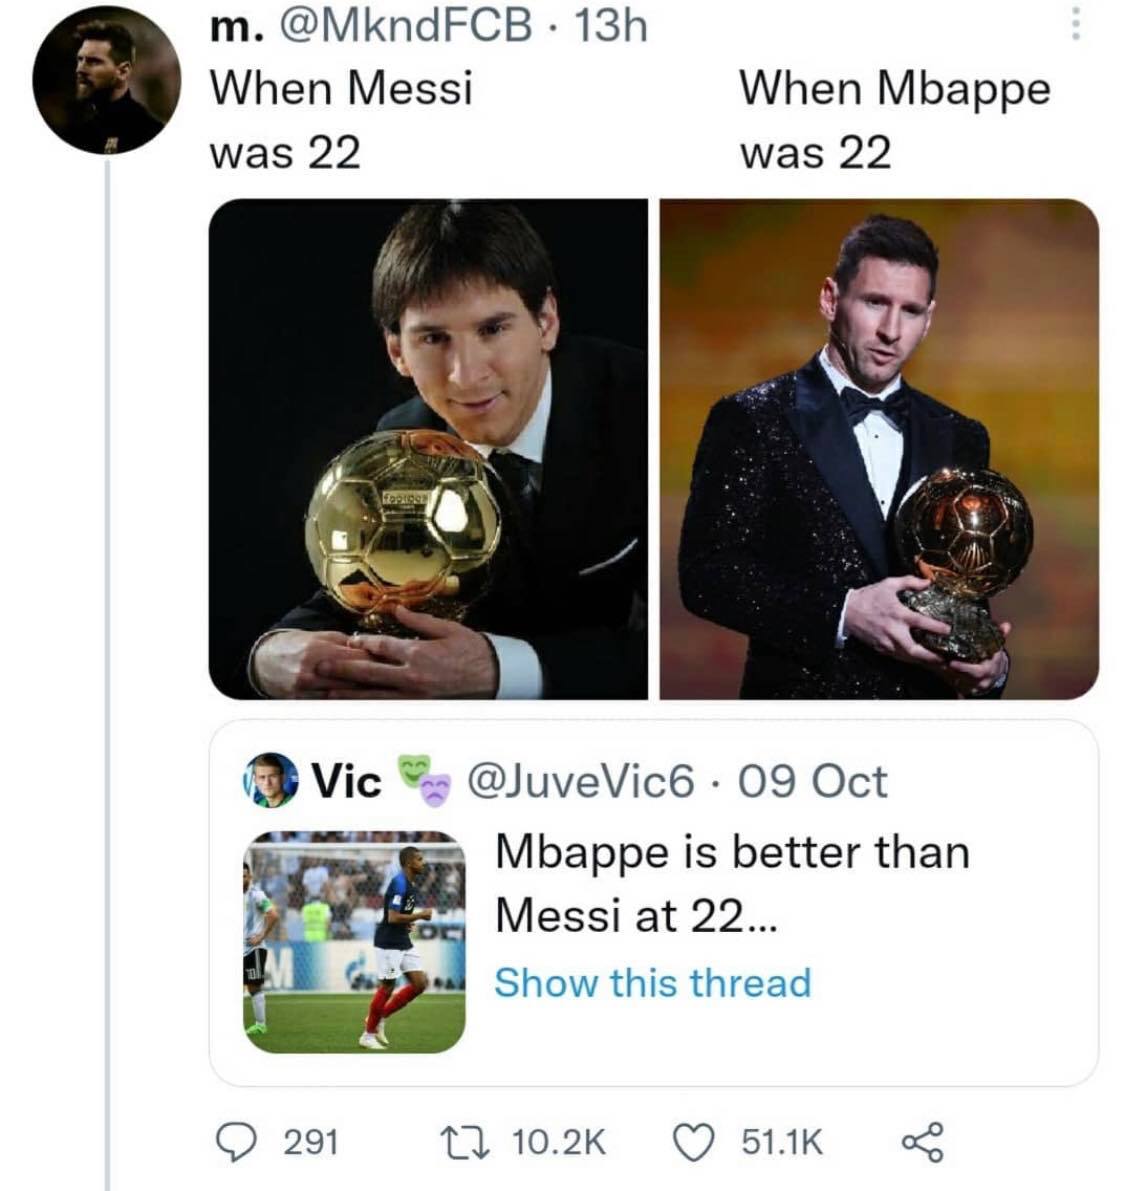 m. @MkndFCB · 13h
When Messi
was 22
When Mbappe
was 22
Vic @JuveVic6 · 09 Oct
Mbappe is better than
Messi at 22...
Show this thread
291 10.2K 51.1K